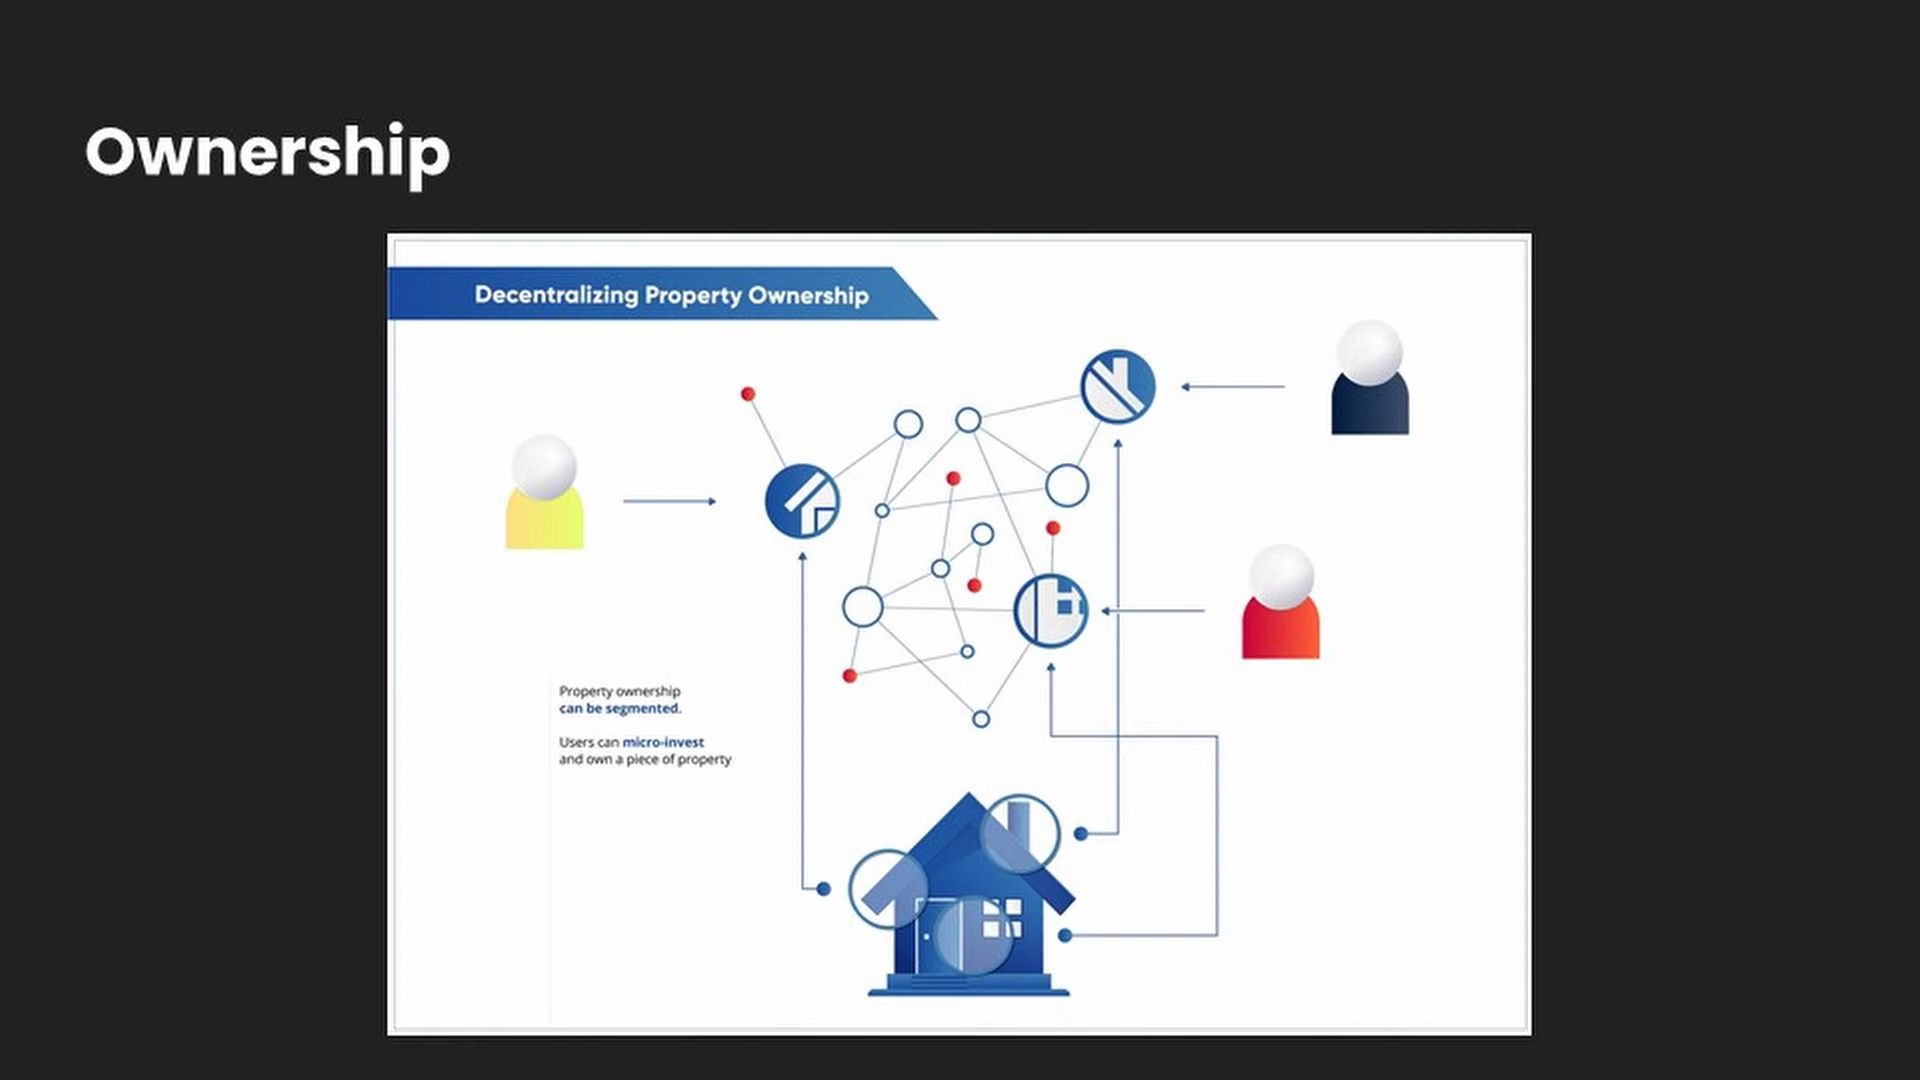 Ownership
Decentralizing Property Ownership
Property ownership
can be segmented.
Users can micro-invest
and own a piece of property